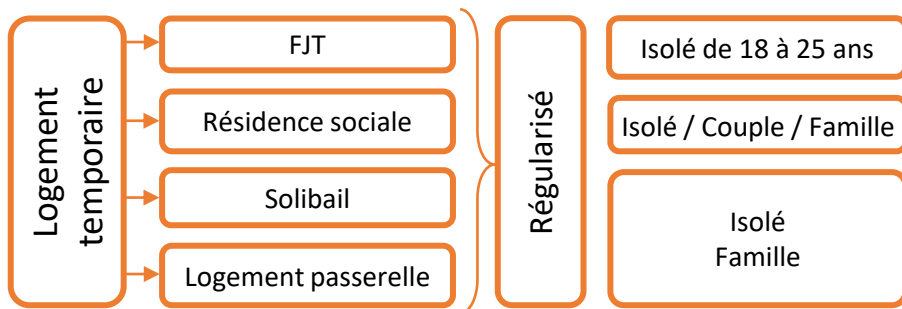 Logement
temporaire
FJT
Résidence sociale
Solibail
Logement passerelle
Régularisé
Isolé de 18 à 25 ans
Isolé / Couple / Famille
Isolé
Famille